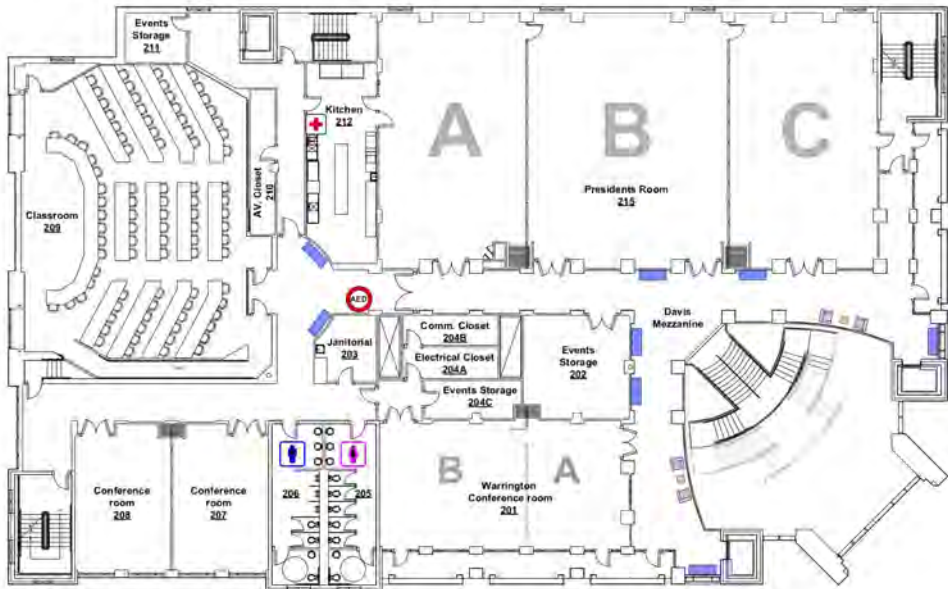 Events
Storage
211
Kitchen
212
A
B
C
Presidents Room
215
AV. Closet
210
Classroom
209
AED
Davis
Mezzanine
Janitorial
203
Comm. Closet
204B
Electrical Closet
204A
Events Storage
204C
Events
Storage
202
Conference
room
208
Conference
room
207
206
205
B
A
Warrington
Conference room
201